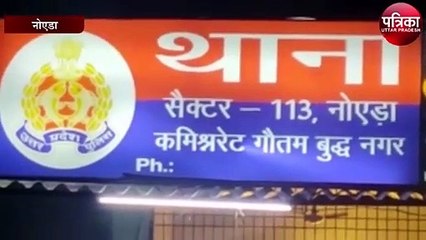 नोएडा
पत्रिका
UTTAR PRADESH
थाना
सैक्टर - 113, नोएड़ा
कमिश्नरेट गौतम बुद्ध नगर
Ph.:
उत्तर प्रदेश पुलिस